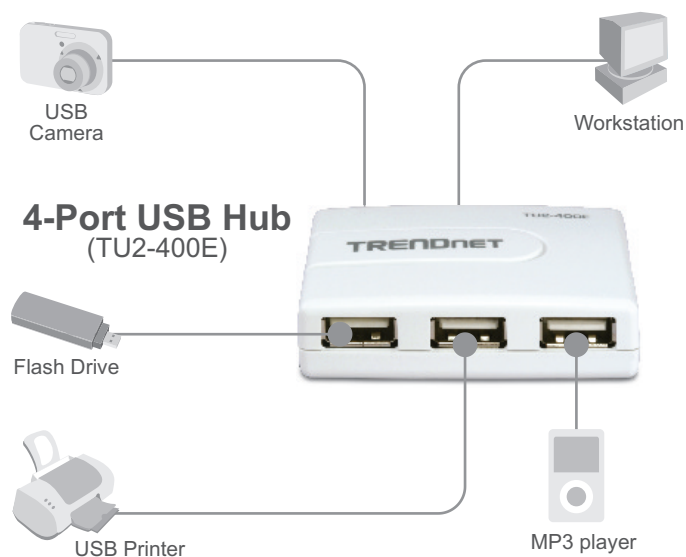 USB
Camera
Workstation
4-Port USB Hub
(TU2-400E)
TU2-400E
TRENDnet
Flash Drive
USB Printer
MP3 player